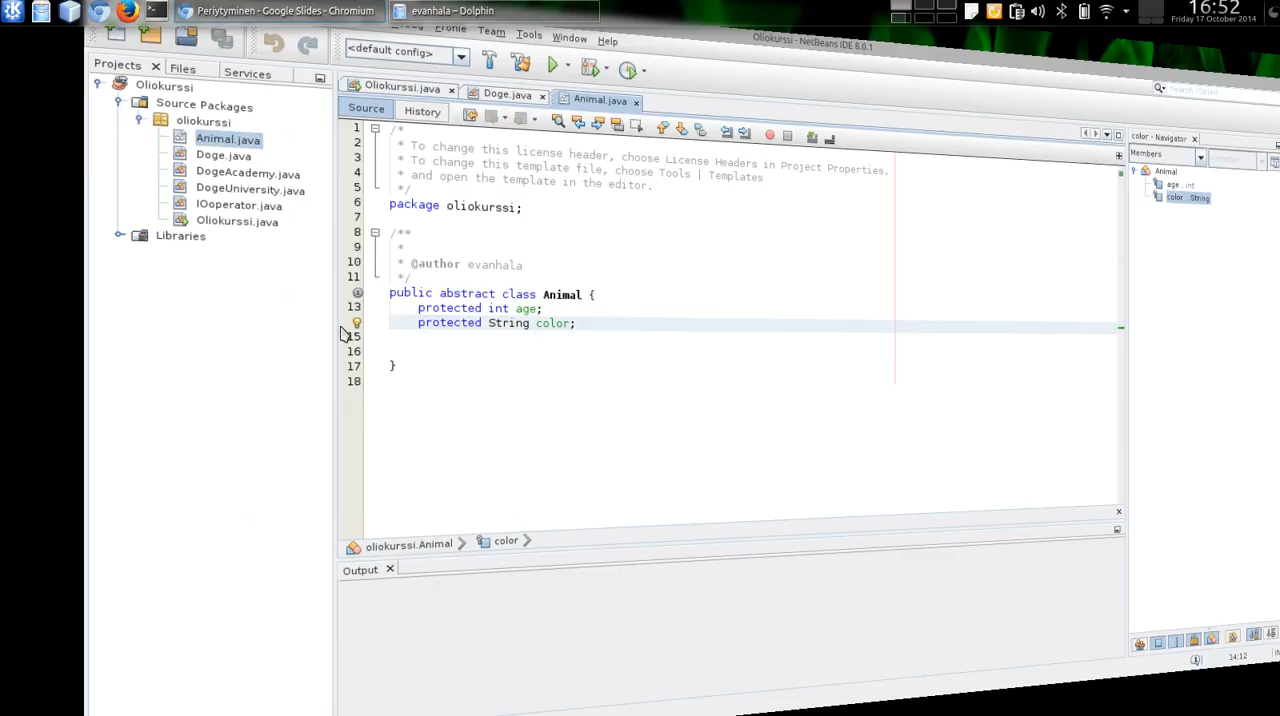 Periytyminen - Google Slides - Chromium
evanhala – Dolphin
16:52
Friday 17 October 2014
Profile Team Tools Window Help
Oliokurssi - NetBeans IDE 8.0.1
<default config>
Projects
Files
Services
Oliokurssi
Source Packages
oliokurssi
Animal.java
Doge.java
DogeAcademy.java
DogeUniversity.java
IOoperator.java
Oliokurssi.java
Libraries
Oliokurssi.java
Doge.java
Animal.java
Source
History
1 /*
2 * To change this license header, choose License Headers in Project Properties.
3 * To change this template file, choose Tools | Templates
4 * and open the template in the editor.
5 */
6 package oliokurssi;
7
8 /**
9 *
10 * @author evanhala
11 */
public abstract class Animal {
13 protected int age;
protected String color;
15
16
17 }
18
oliokurssi.Animal
color
Output
color - Navigator
Members
Animal
age : int
color : String
14:12